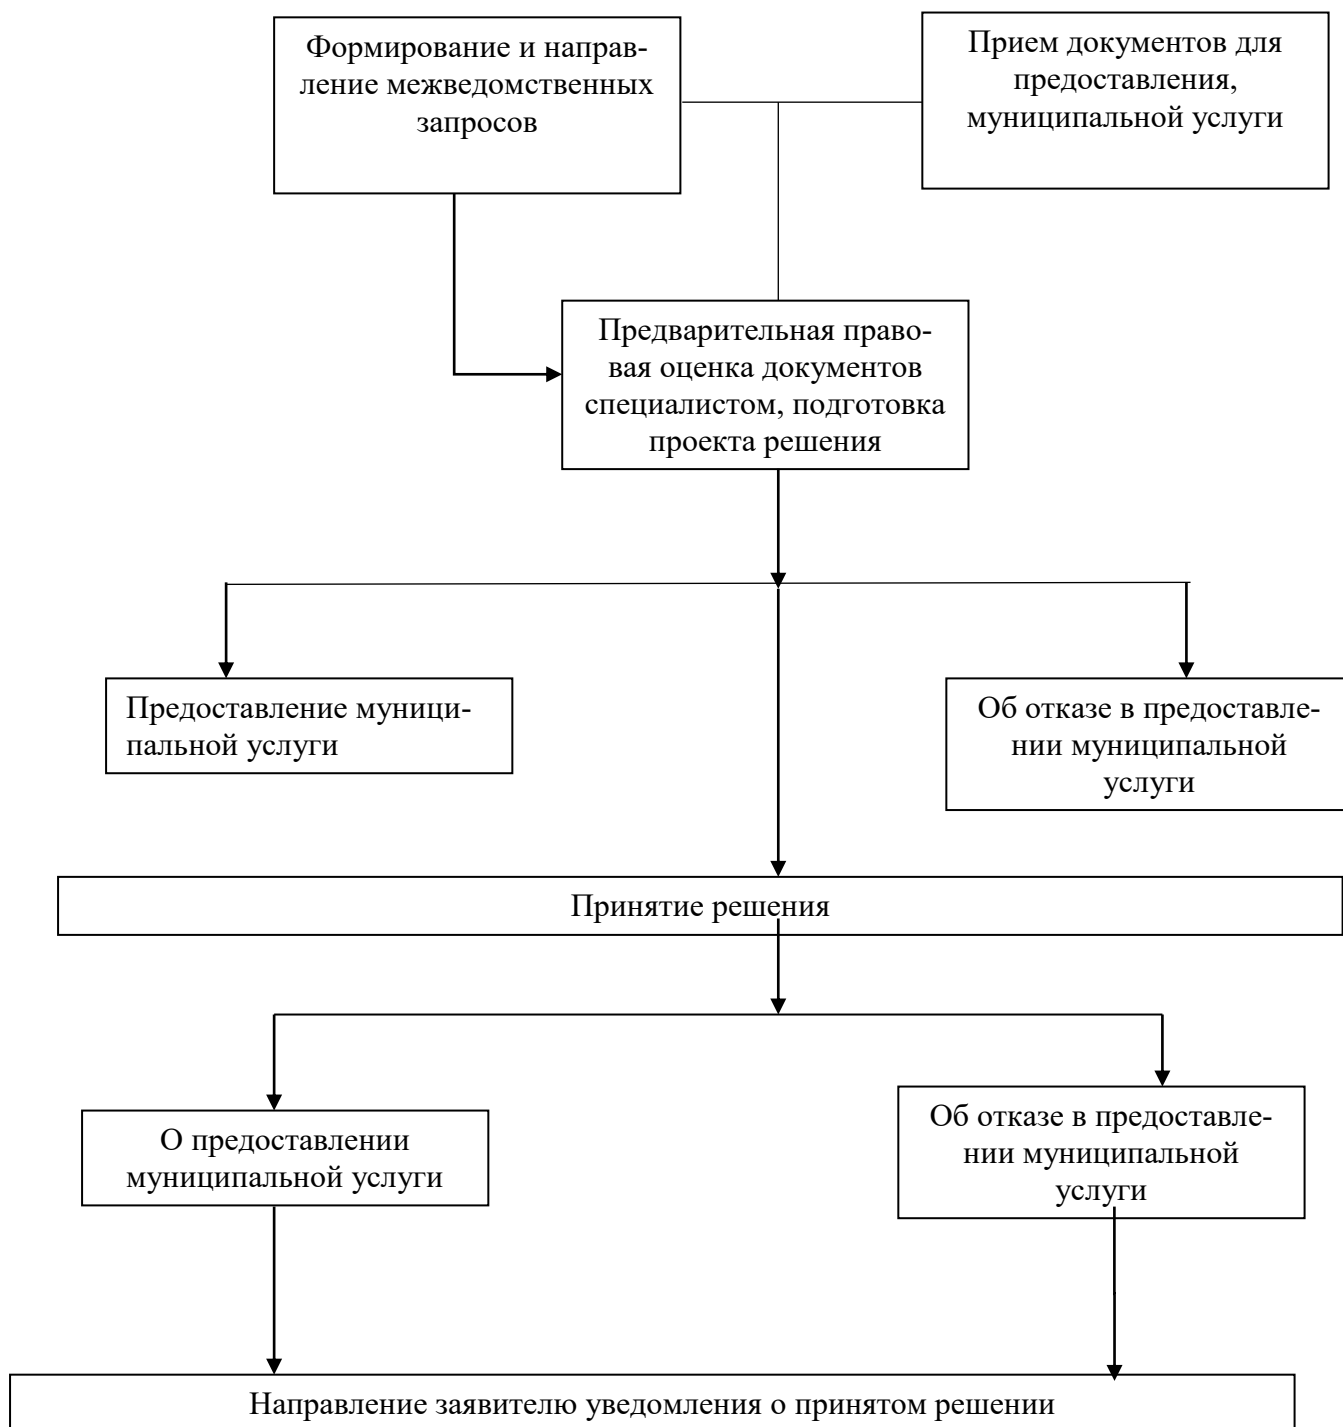 Формирование и направ-
ление межведомственных
запросов
Прием документов для
предоставления,
муниципальной услуги
Предварительная право-
вая оценка документов
специалистом, подготовка
проекта решения
Предоставление муници-
пальной услуги
Об отказе в предоставле-
нии муниципальной
услуги
Принятие решения
О предоставлении
муниципальной услуги
Об отказе в предоставле-
нии муниципальной
услуги
Направление заявителю уведомления о принятом решении